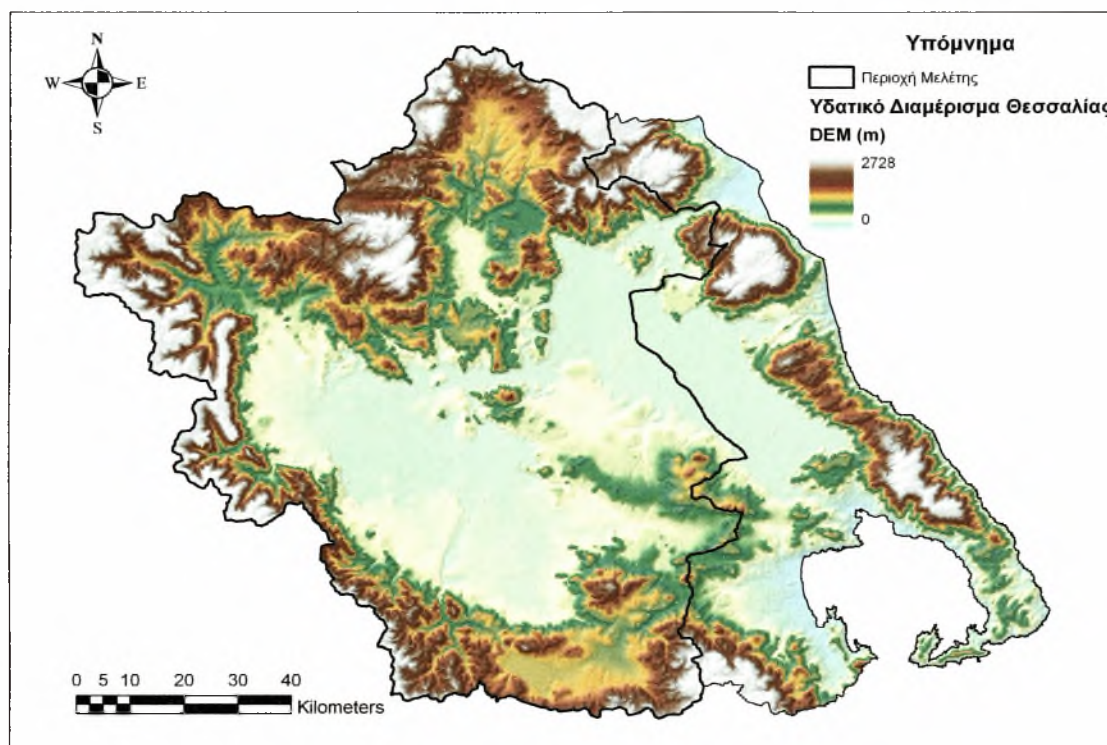 N
W E
S
Υπόμνημα
Περιοχή Μελέτης
Υδατικό Διαμέρισμα Θεσσαλίας
DEM (m)
2728
0
0 5 10 20 30 40
Kilometers